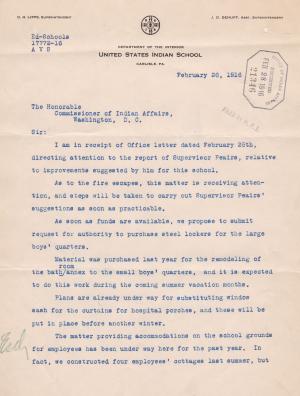 O. H. LIPPS, SUPERINTENDENT
J. D. DEHUFF, ASST. SUPERINTENDENT
Ed-Schools
17772-16
A V B
DEPARTMENT OF THE INTERIOR
UNITED STATES INDIAN SCHOOL
CARLISLE, PA.
February 26, 1916
FEB 28 1916
21346
The Honorable
Commissioner of Indian Affairs,
Washington, D. C.
Sir:
I am in receipt of Office letter dated February 25th,
directing attention to the report of Supervisor Peairs, relative
to improvements suggested by him for this school.
As to the fire escapes, this matter is receiving atten-
tion, and steps will be taken to carry out Supervisor Peairs'
suggestions as soon as practicable.
As soon as funds are available, we propose to submit
request for authority to purchase steel lockers for the large
boys' quarters.
Material was purchased last year for the remodeling of
room
the bath/annex to the small boys' quarters, and it is expected
to do this work during the coming summer vacation months.
Plans are already under way for substituting window
sash for the curtains for hospital porches, and these will be
put in place before another winter.
The matter providing accommodations on the school grounds
for employees has been under way here for the past year. In
fact, we constructed four employees' cottages last summer, but